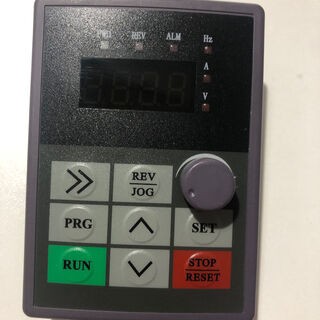 FWD REV ALM Hz
A
V
REV
JOG
PRG SET
RUN STOP
RESET